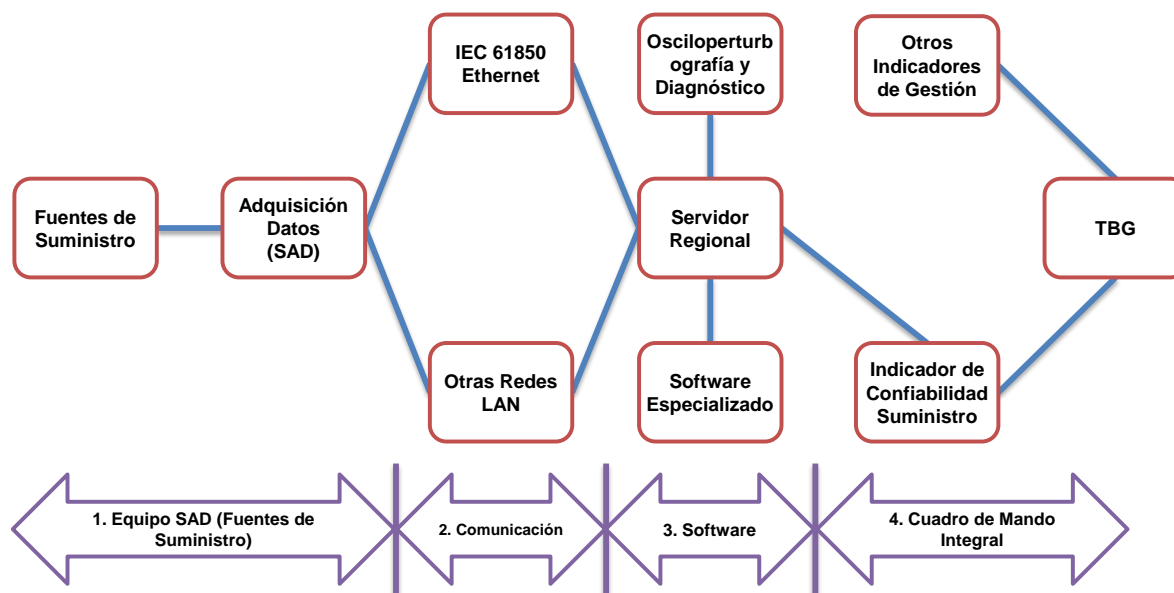 IEC 61850
Ethernet
Osciloperturb
ografía y
Diagnóstico
Otros
Indicadores
de Gestión
Fuentes de
Suministro
Adquisición
Datos
(SAD)
Servidor
Regional
TBG
Otras Redes
LAN
Software
Especializado
Indicador de
Confiabilidad
Suministro
1. Equipo SAD (Fuentes de
Suministro)
2. Comunicación
3. Software
4. Cuadro de Mando
Integral